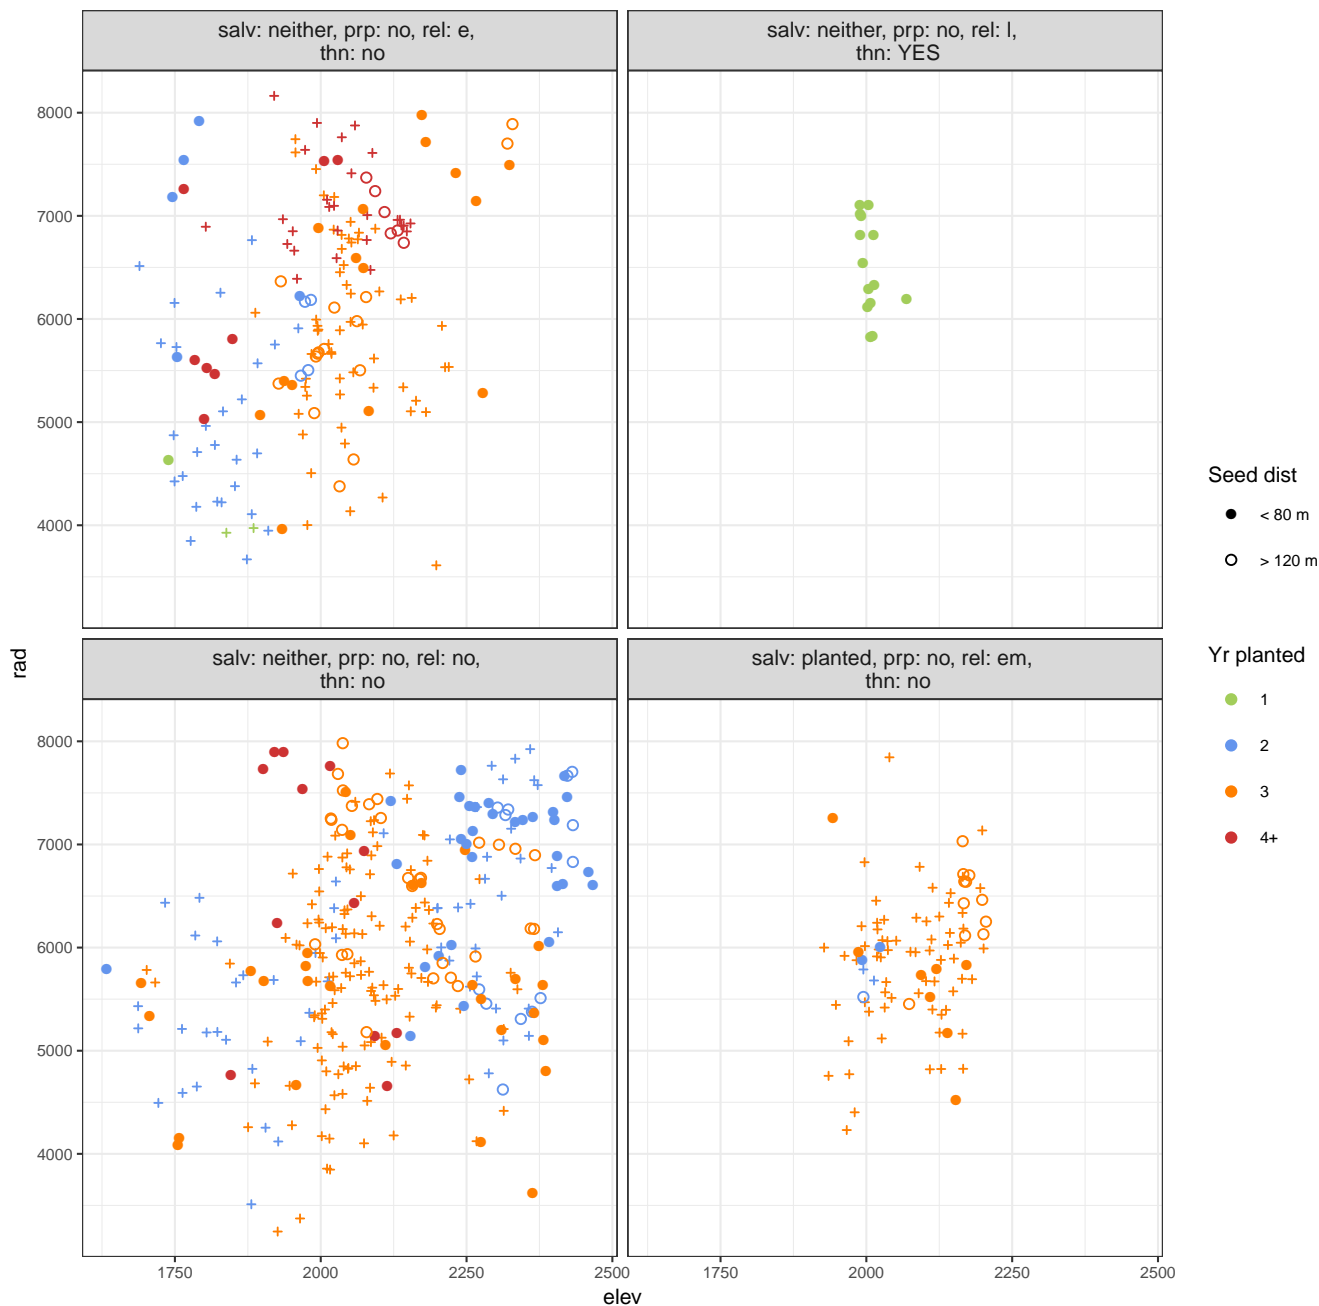 salv: neither, prp: no, rel: e,
thn: no
salv: neither, prp: no, rel: l,
thn: YES
8000
7000
6000
5000
4000
salv: neither, prp: no, rel: no,
thn: no
salv: planted, prp: no, rel: em,
thn: no
8000
7000
6000
5000
4000
rad
1750
2000
2250
2500
1750
2000
2250
2500
elev
Seed dist
< 80 m
> 120 m
Yr planted
1
2
3
4+